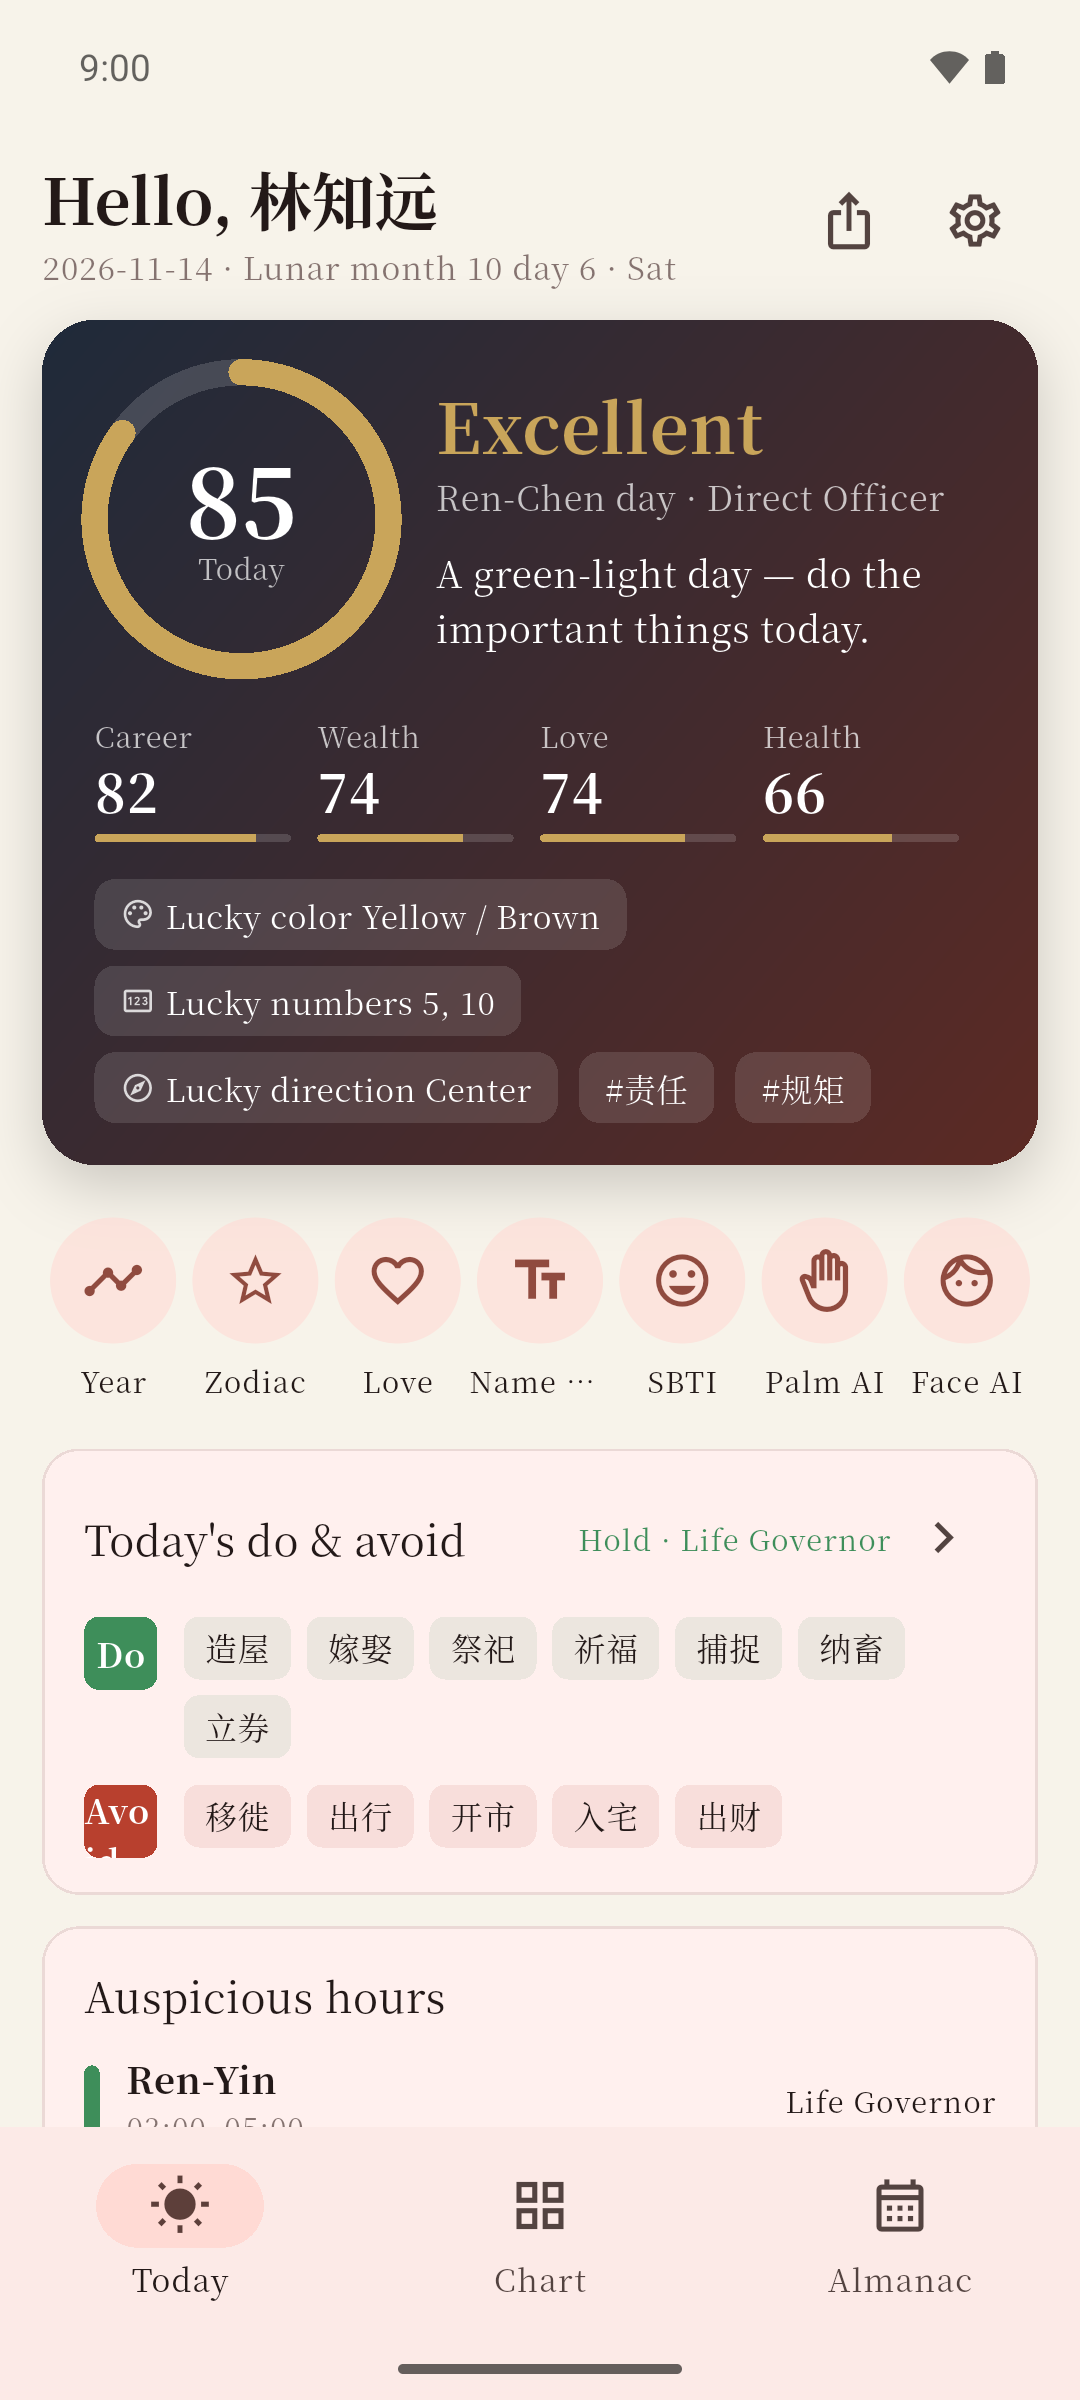 9:00
Hello, 林知远
2026-11-14 · Lunar month 10 day 6 · Sat
85
Today
Excellent
Ren-Chen day · Direct Officer
A green-light day — do the
important things today.
Career
82
Wealth
74
Love
74
Health
66
Lucky color Yellow / Brown
123
Lucky numbers 5, 10
Lucky direction Center
#责任
#规矩
Year
Zodiac
Love
Name ···
SBTI
Palm AI
Face AI
Today's do & avoid
Hold · Life Governor
Do
造屋
嫁娶
祭祀
祈福
捕捉
纳畜
立券
Avo
id
移徙
出行
开市
入宅
出财
Auspicious hours
Ren-Yin
Life Governor
03:00–05:00
Today
Chart
Almanac